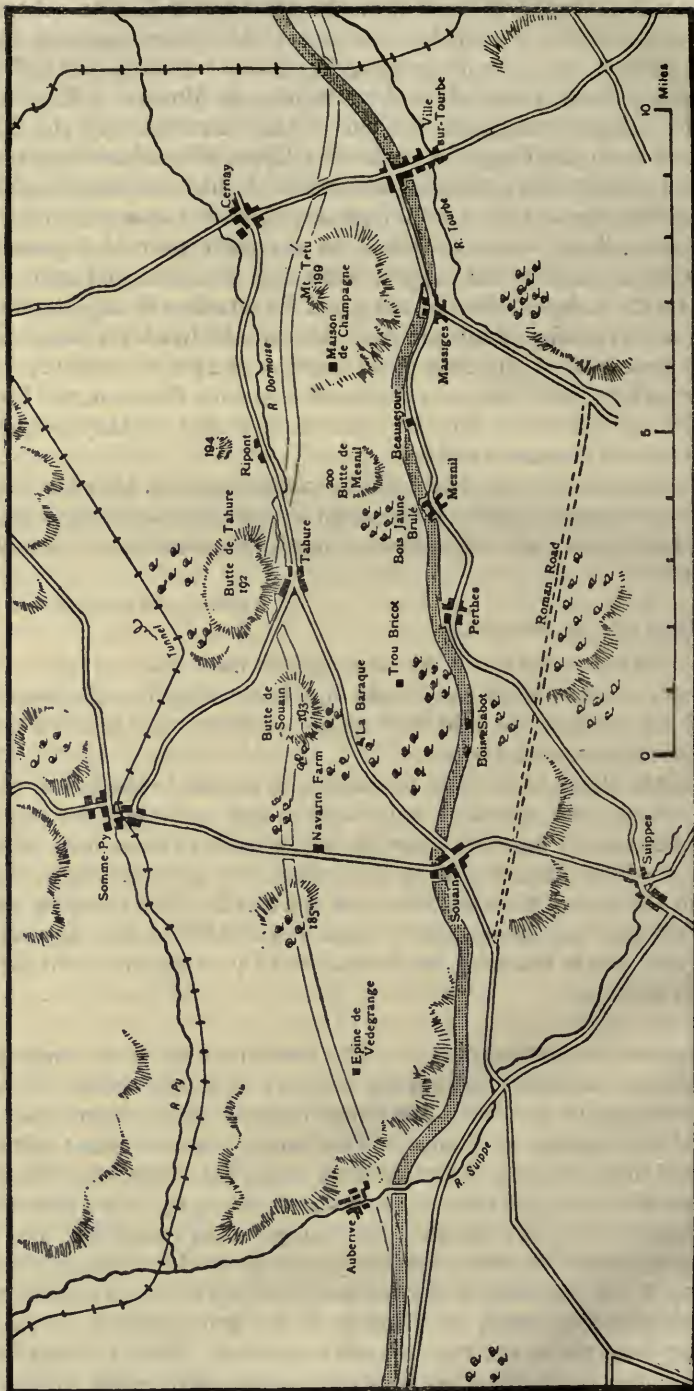 Cernay
Ville
sur-Tourbe
R. Tourbe
10
Miles
Mt Tetu
199
Maison
de Champagne
R Dormoise
Massiges
194
Ripont
Beausejour
200
Butte de
Mesnil
Mesnil
5
Butte de Tahure
192
Tahure
Bois Jaune
Brulé
Tunnel
Perthes
Trou Bricot
Roman Road
Butte de
Souain
193
La Baraque
Bois Sabot
0
Somme-Py
Navarin Farm
Souain
Suippes
185
Epine de
Vedegrange
R Py
R. Suippe
Auberive